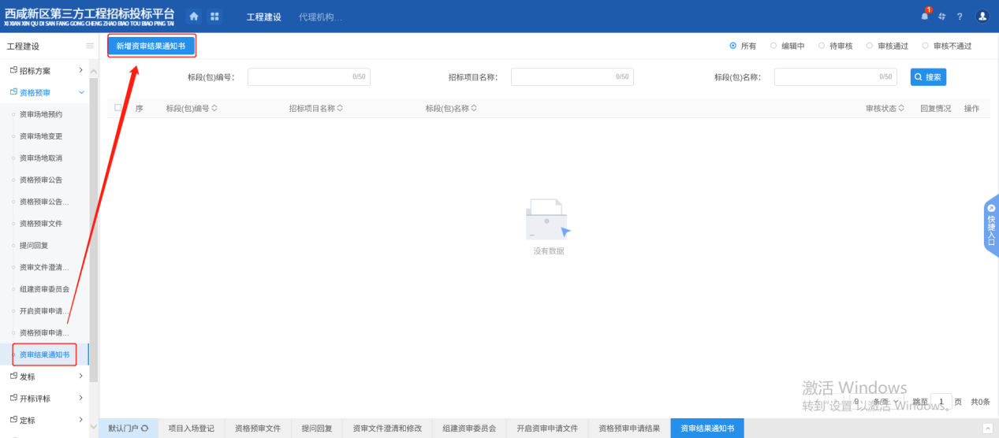 西咸新区第三方工程招标投标平台
XI XIAN XIN QU DI SAN FANG GONG CHENG ZHAO BIAO TOU BIAO PING TAI
工程建设 代理机构...
1
?
工程建设
新增资审结果通知书
所有 编辑中 待审核 审核通过 审核不通过
招标方案
资格预审
资审场地预约
资审场地变更
资审场地取消
资格预审公告
资格预审公告...
资格预审文件
提问回复
资审文件澄清...
组建资审委员会
开启资审申请...
资格预审申请...
资审结果通知书
发标
开标评标
定标
标段(包)编号： 0/50 招标项目名称： 0/50 标段(包)名称： 0/50 搜索
序 标段(包)编号 招标项目名称 标段(包)名称 审核状态 回复情况 操作
没有数据
快捷入口
激活 Windows
转到"设置"以激活 Windows。
9 条/页 跳至 1 页 共0条
默认门户 项目入场登记 资格预审文件 提问回复 资审文件澄清和修改 组建资审委员会 开启资审申请文件 资格预审申请结果 资审结果通知书